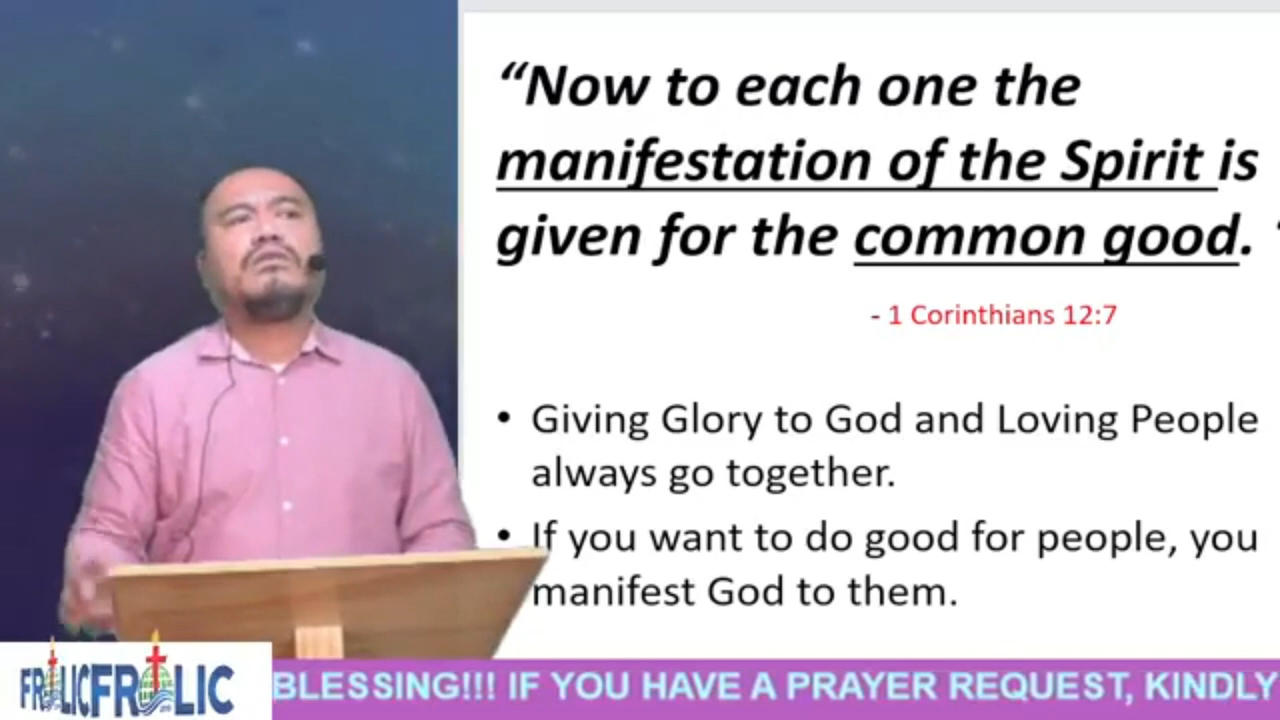 “Now to each one the
manifestation of the Spirit is
given for the common good. “
- 1 Corinthians 12:7
• Giving Glory to God and Loving People
always go together.
• If you want to do good for people, you
manifest God to them.
BLESSING!!! IF YOU HAVE A PRAYER REQUEST, KINDLY